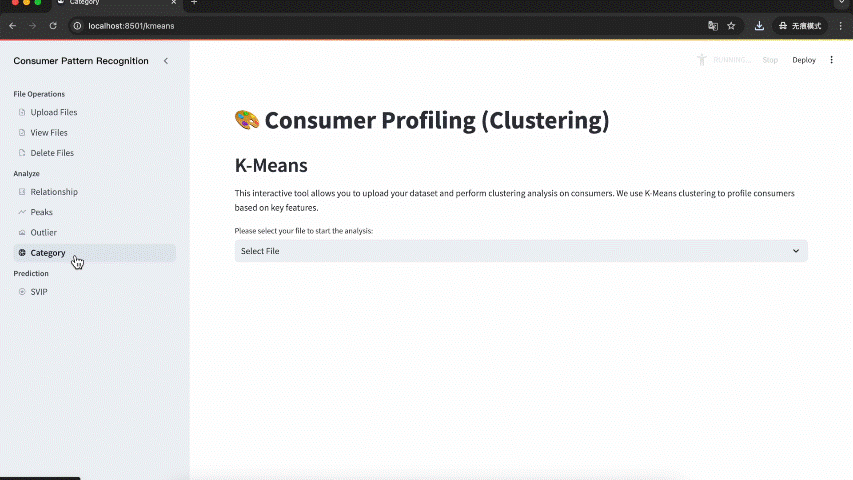 Category
localhost:8501/kmeans
无痕模式
Consumer Pattern Recognition
RUNNING...
Stop
Deploy
File Operations
Upload Files
View Files
Delete Files
Analyze
Relationship
Peaks
Outlier
Category
Prediction
SVIP
Consumer Profiling (Clustering)
K-Means
This interactive tool allows you to upload your dataset and perform clustering analysis on consumers. We use K-Means clustering to profile consumers
based on key features.
Please select your file to start the analysis:
Select File